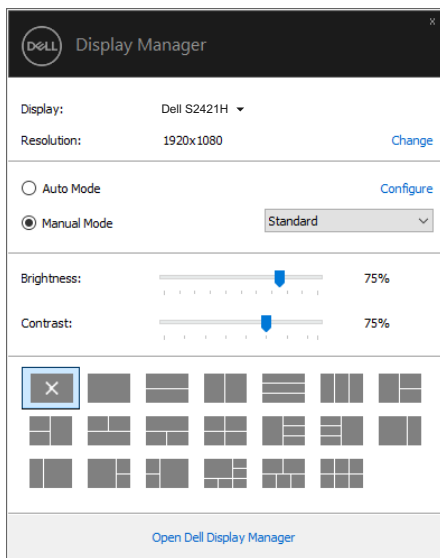 x
DELL Display Manager
Display: Dell S2421H
Resolution: 1920x1080 Change
Auto Mode Configure
Manual Mode Standard
Brightness: 75%
Contrast: 75%
Open Dell Display Manager